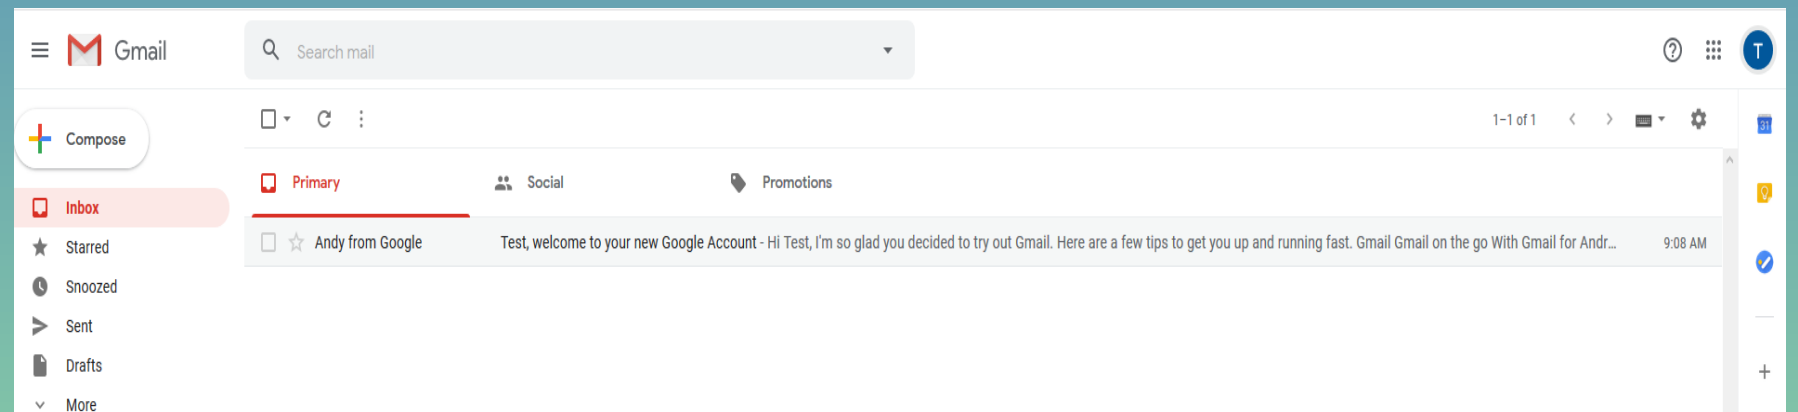 Gmail
Search mail
T
Compose
1–1 of 1
31
Primary
Social
Promotions
Inbox
Andy from Google Test, welcome to your new Google Account - Hi Test, I'm so glad you decided to try out Gmail. Here are a few tips to get you up and running fast. Gmail Gmail on the go With Gmail for Andr... 9:08 AM
Starred
Snoozed
Sent
Drafts
More